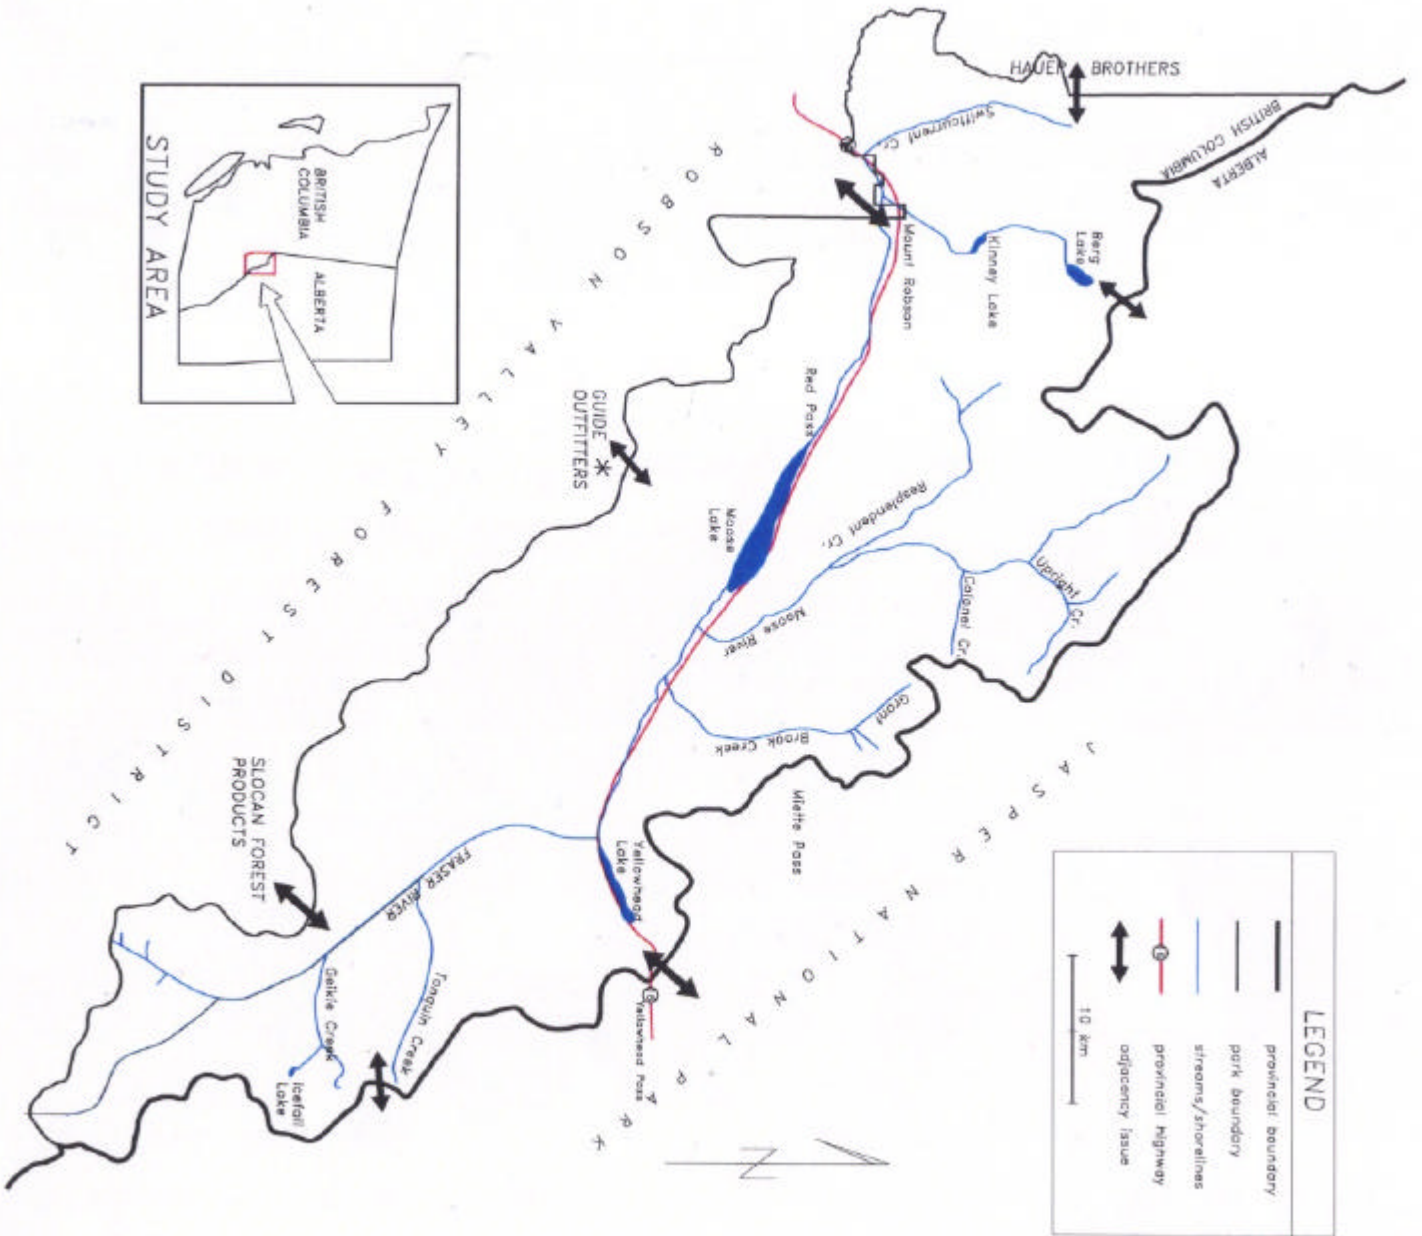 HAUER BROTHERS
BRITISH COLUMBIA
ALBERTA
Swiftcurrent Cr.
Berg
Lake
Kinney Lake
Mount Robson
Red Pass
Moose
Lake
Resplendent Cr.
Moose River
Colonel Cr.
Upright Cr.
Grant
Brook Creek
Miette Pass
Yellowhead
Lake
Yellowhead Pass
FRASER RIVER
Tonquin Creek
Geikie Creek
Icefall
Lake
ROBSON VALLEY FOREST DISTRICT
JASPER NATIONAL PARK
GUIDE *
OUTFITTERS
SLOCAN FOREST
PRODUCTS
N
STUDY AREA
BRITISH
COLUMBIA
ALBERTA
LEGEND
provincial boundary
park boundary
streams/shorelines
provincial highway
adjacency issue
10 km